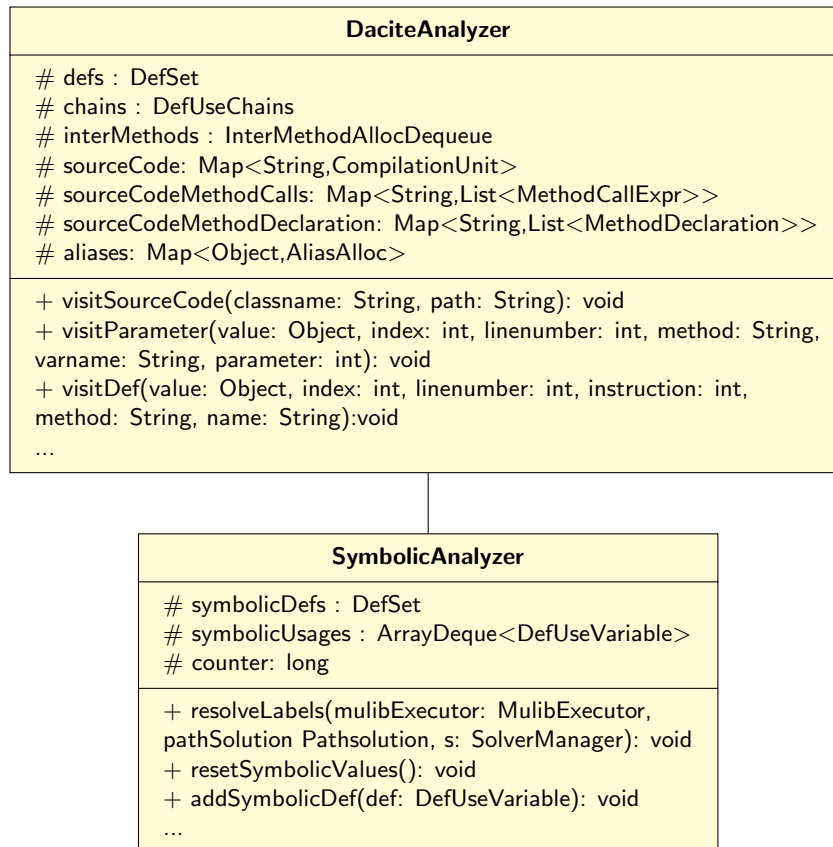 DaciteAnalyzer
# defs : DefSet
# chains : DefUseChains
# interMethods : InterMethodAllocDequeue
# sourceCode: Map<String,CompilationUnit>
# sourceCodeMethodCalls: Map<String,List<MethodCallExpr>>
# sourceCodeMethodDeclaration: Map<String,List<MethodDeclaration>>
# aliases: Map<Object,AliasAlloc>
+ visitSourceCode(classname: String, path: String): void
+ visitParameter(value: Object, index: int, linenumber: int, method: String,
varname: String, parameter: int): void
+ visitDef(value: Object, index: int, linenumber: int, instruction: int,
method: String, name: String):void
...
SymbolicAnalyzer
# symbolicDefs : DefSet
# symbolicUsages : ArrayDeque<DefUseVariable>
# counter: long
+ resolveLabels(mulibExecutor: MulibExecutor,
pathSolution Pathsolution, s: SolverManager): void
+ resetSymbolicValues(): void
+ addSymbolicDef(def: DefUseVariable): void
...